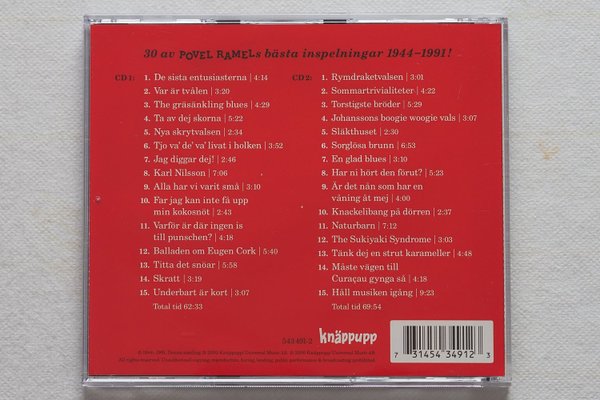 30 av POVEL RAMELs bästa inspelningar 1944–1991!
CD 1:
1. De sista entusiasterna | 4:14
2. Var är tvålen | 3:20
3. The gräsänkling blues | 4:29
4. Ta av dej skorna | 5:22
5. Nya skrytvalsen | 2:34
6. Tjo va' de' va' livat i holken | 3:52
7. Jag diggar dej! | 2:46
8. Karl Nilsson | 7:06
9. Alla har vi varit små | 3:10
10. Far jag kan inte få upp
min kokosnöt | 2:43
11. Varför är där ingen is
till punschen? | 4:18
12. Balladen om Eugen Cork | 5:40
13. Titta det snöar | 5:58
14. Skratt | 3:19
15. Underbart är kort | 3:07
Total tid 62:33
CD 2:
1. Rymdraketvalsen | 3:01
2. Sommartrivialiteter | 4:22
3. Torstigste bröder | 5:29
4. Johanssons boogie woogie vals | 3:07
5. Släkthuset | 2:30
6. Sorglösa brunn | 6:53
7. En glad blues | 3:10
8. Har ni hört den förut? | 5:23
9. Är det nån som har en
våning åt mej | 4:00
10. Knackelibang på dörren | 2:37
11. Naturbarn | 7:12
12. The Sukiyaki Syndrome | 3:03
13. Tänk dej en strut karameller | 4:48
14. Måste vägen till
Curaçau gynga så | 4:18
15. Håll musiken igång | 9:23
Total tid 69:54
543 491-2
knäppupp
7 31454 34912 3